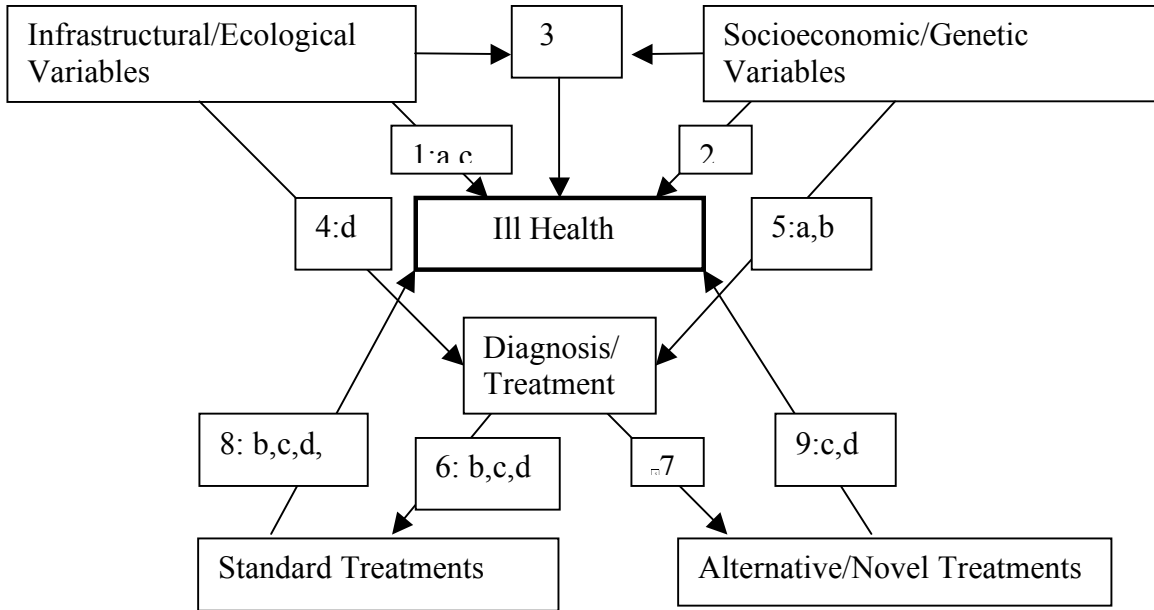 Infrastructural/Ecological
Variables
3
Socioeconomic/Genetic
Variables
1:a,c
2
4:d
Ill Health
5:a,b
Diagnosis/
Treatment
8: b,c,d,
6: b,c,d
7
9:c,d
Standard Treatments
Alternative/Novel Treatments